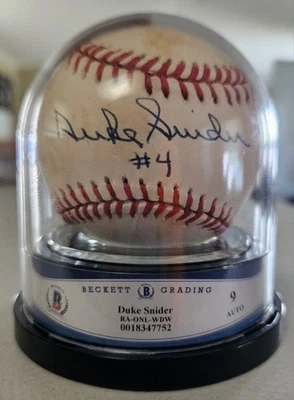 Duke Snider
#4
BECKETT B GRADING
Duke Snider
RA-ONL-WDW
0018347752
9
AUTO